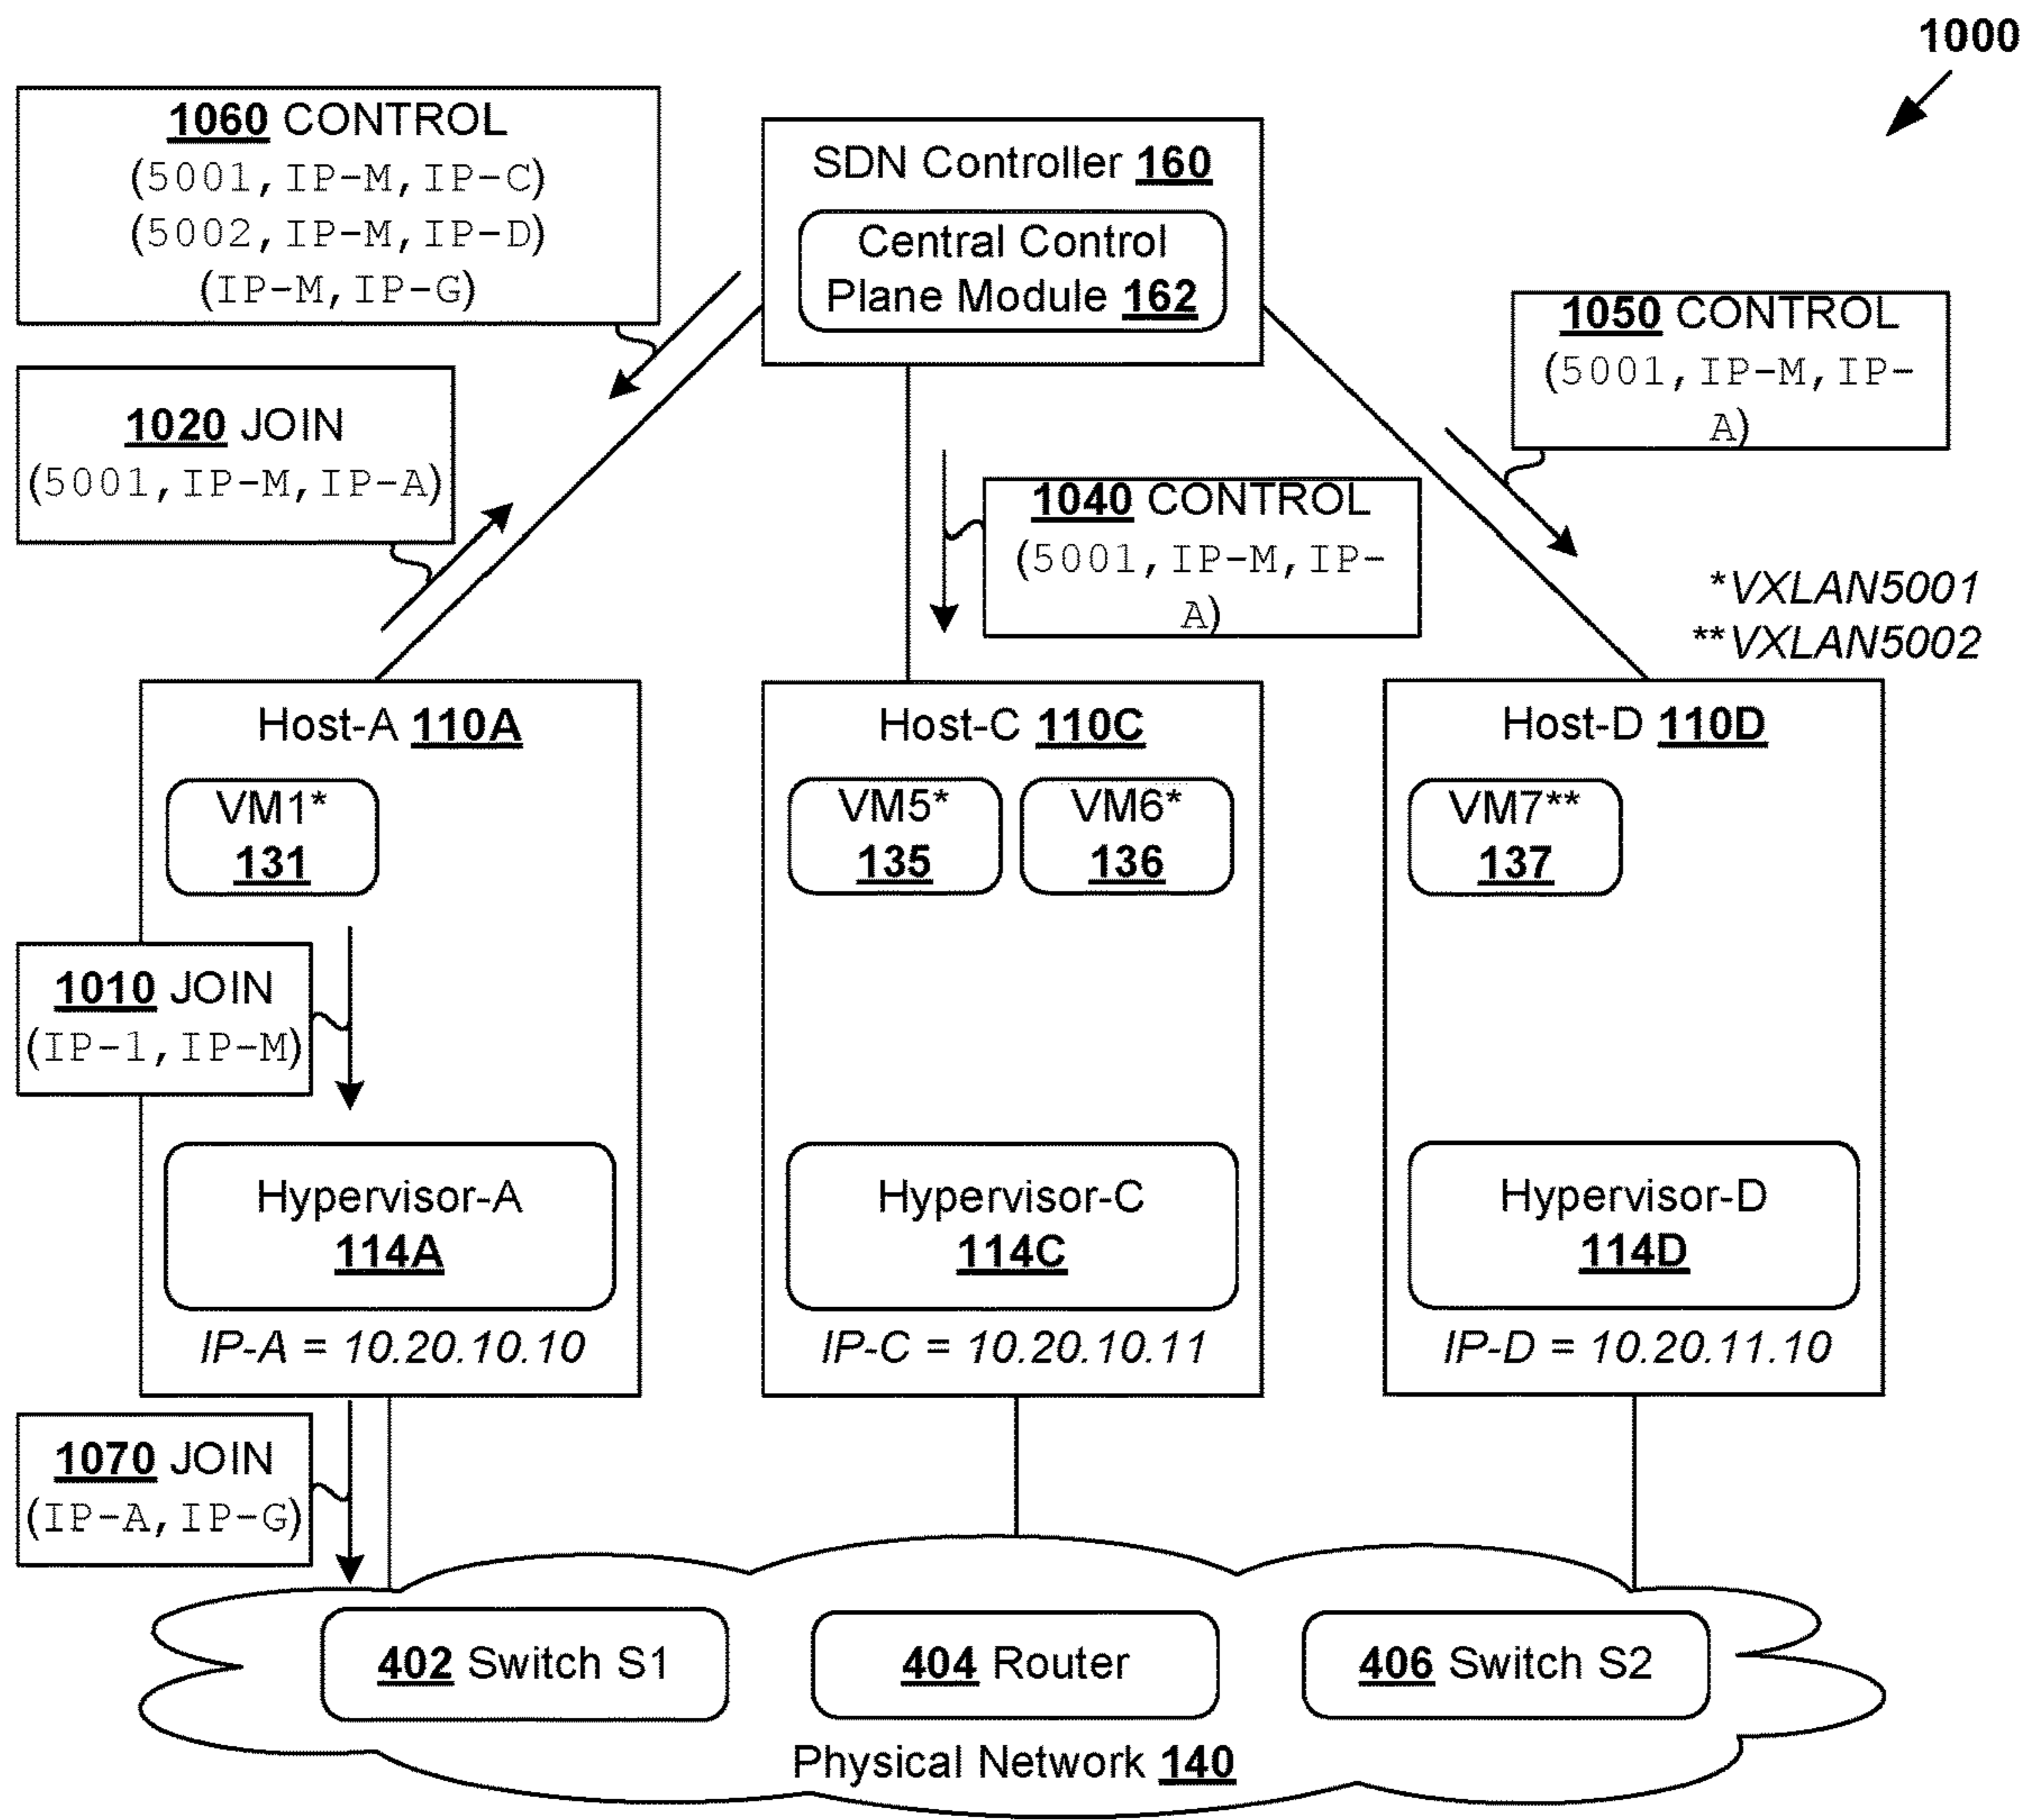 1000
1060 CONTROL
(5001,IP-M,IP-C)
(5002,IP-M,IP-D)
(IP-M,IP-G)
SDN Controller 160
Central Control
Plane Module 162
1050 CONTROL
(5001,IP-M,IP-
A)
1020 JOIN
(5001,IP-M,IP-A)
1040 CONTROL
(5001,IP-M,IP-
A)
*VXLAN5001
**VXLAN5002
Host-A 110A
VM1*
131
1010 JOIN
(IP-1,IP-M)
Hypervisor-A
114A
IP-A = 10.20.10.10
Host-C 110C
VM5*
135
VM6*
136
Hypervisor-C
114C
IP-C = 10.20.10.11
Host-D 110D
VM7**
137
Hypervisor-D
114D
IP-D = 10.20.11.10
1070 JOIN
(IP-A,IP-G)
402 Switch S1
404 Router
406 Switch S2
Physical Network 140